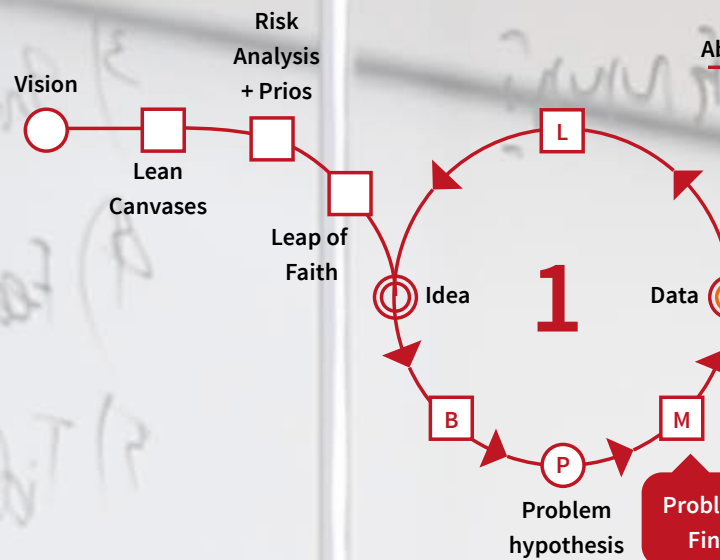 Risk
Analysis
+ Prios
Vision
Lean
Canvases
Leap of
Faith
L
Idea
1
Data
B
M
P
Problem
hypothesis